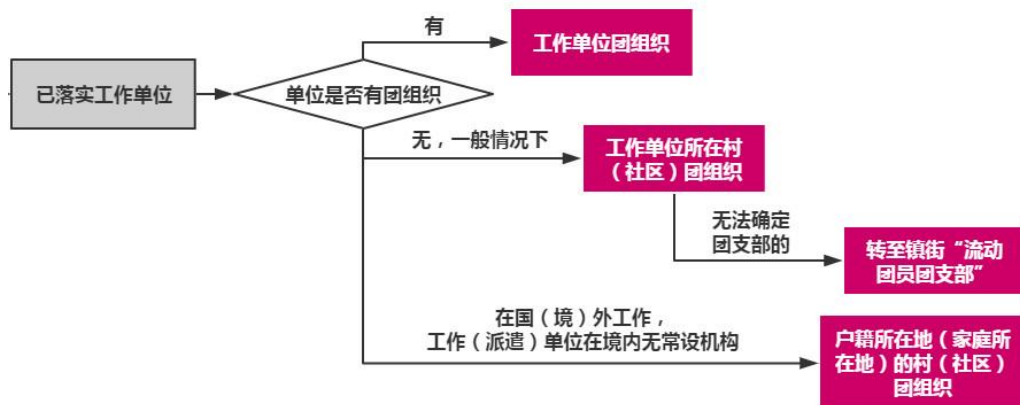 有
工作单位团组织
已落实工作单位
单位是否有团组织
无，一般情况下
工作单位所在村
（社区）团组织
无法确定
团支部的
转至镇街“流动
团员团支部”
在国（境）外工作，
工作（派遣）单位在境内无常设机构
户籍所在地（家庭所
在地）的村（社区）
团组织